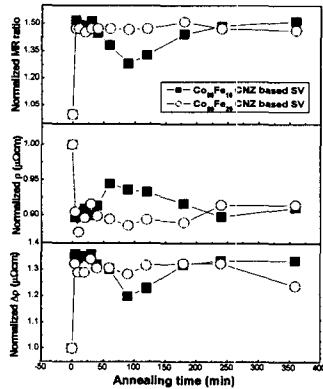 Normalized MR ratio
1.50
1.35
1.20
1.05
Co90Fe10/CNZ based SV
Co80Fe20/CNZ based SV
Normalized ρ (μΩcm)
1.00
0.95
0.90
Normalized Δρ (μΩcm)
1.4
1.3
1.2
1.0
-50 0 50 100 150 200 250 300 350 400
Annealing time (min)